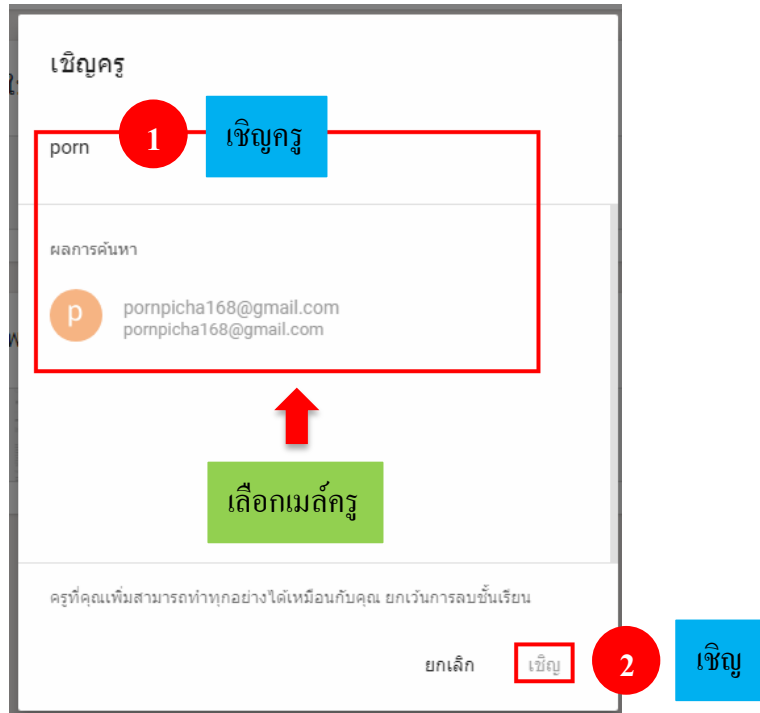 เชิญครู
porn
1
เชิญครู
ผลการค้นหา
p
pornpicha168@gmail.com
pornpicha168@gmail.com
เลือกเมล์ครู
ครูที่คุณเพิ่มสามารถทำทุกอย่างได้เหมือนกับคุณ ยกเว้นการลบชั้นเรียน
ยกเลิก
เชิญ
2
เชิญ